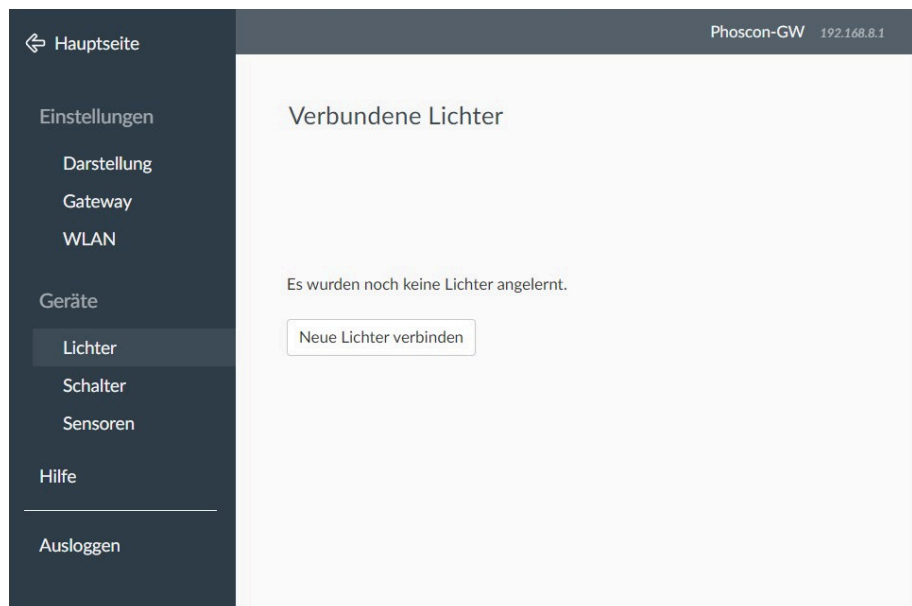 Hauptseite
Phoscon-GW 192.168.8.1
Einstellungen
Darstellung
Gateway
WLAN
Geräte
Lichter
Schalter
Sensoren
Hilfe
Ausloggen
Verbundene Lichter
Es wurden noch keine Lichter angelernt.
Neue Lichter verbinden